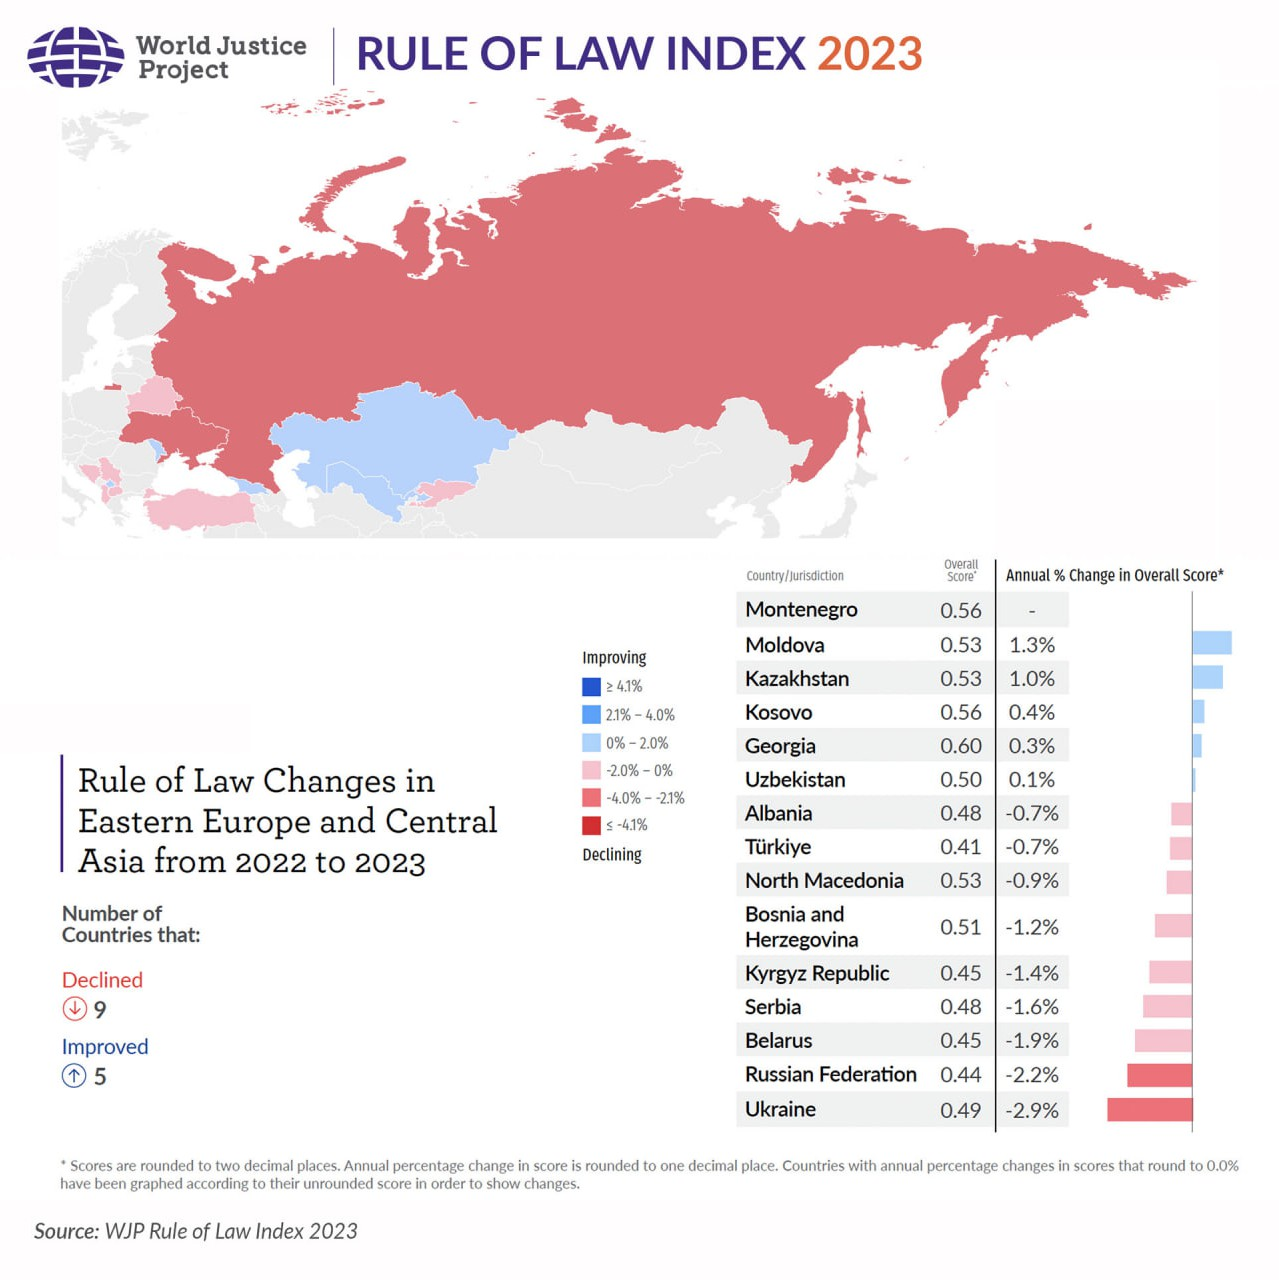 World Justice
Project
RULE OF LAW INDEX 2023
Country/Jurisdiction
Overall
Score*
Annual % Change in Overall Score*
Montenegro 0.56 -
Moldova 0.53 1.3%
Kazakhstan 0.53 1.0%
Kosovo 0.56 0.4%
Georgia 0.60 0.3%
Uzbekistan 0.50 0.1%
Albania 0.48 -0.7%
Türkiye 0.41 -0.7%
North Macedonia 0.53 -0.9%
Bosnia and
Herzegovina 0.51 -1.2%
Kyrgyz Republic 0.45 -1.4%
Serbia 0.48 -1.6%
Belarus 0.45 -1.9%
Russian Federation 0.44 -2.2%
Ukraine 0.49 -2.9%
Improving
≥ 4.1%
2.1% – 4.0%
0% – 2.0%
-2.0% – 0%
-4.0% – -2.1%
≤ -4.1%
Declining
Rule of Law Changes in
Eastern Europe and Central
Asia from 2022 to 2023
Number of
Countries that:
Declined
9
Improved
5
* Scores are rounded to two decimal places. Annual percentage change in score is rounded to one decimal place. Countries with annual percentage changes in scores that round to 0.0%
have been graphed according to their unrounded score in order to show changes.
Source: WJP Rule of Law Index 2023